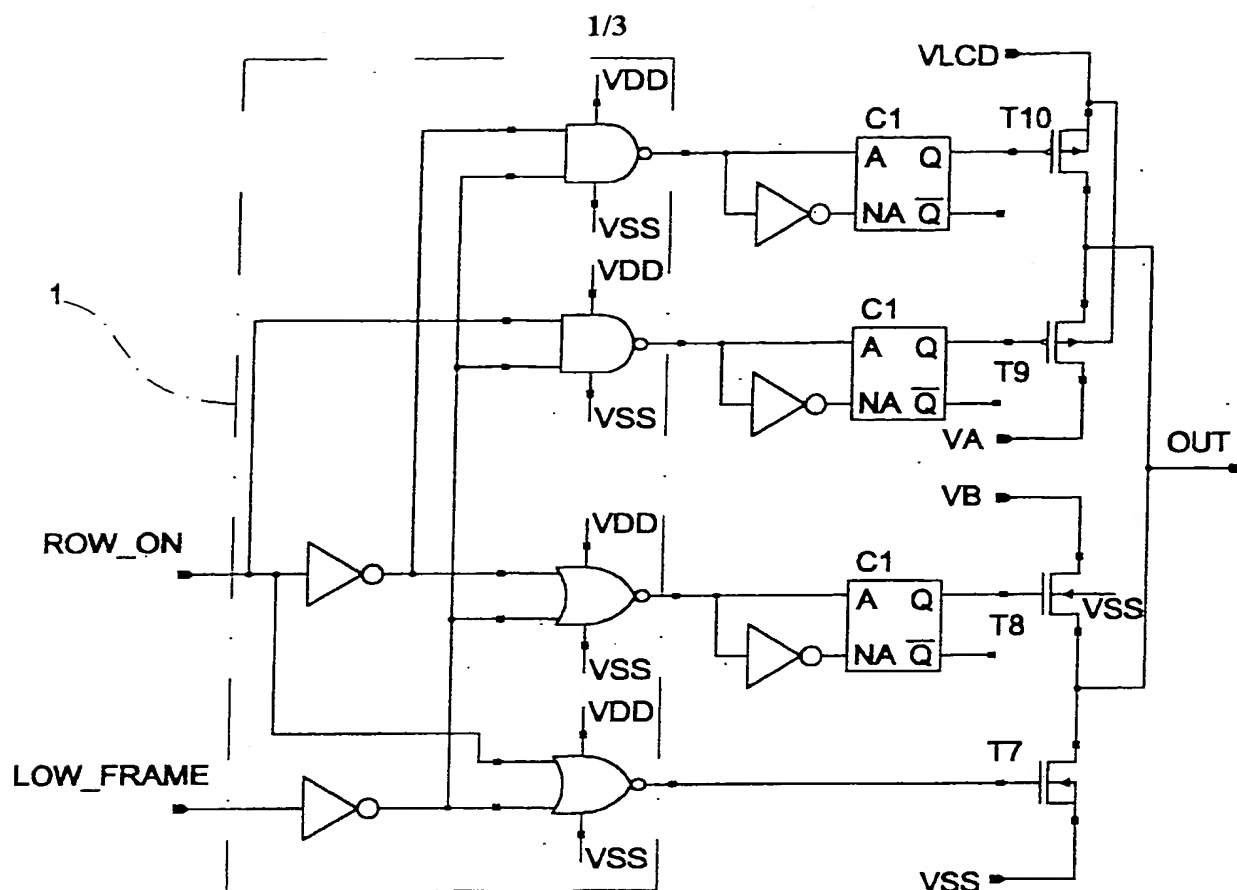 1/3
VLCD
VDD
C1
T10
A Q
NA Q̅
VSS
VDD
1
C1
A Q
T9
NA Q̅
VSS
VA
OUT
VB
VDD
ROW_ON
C1
A Q
VSS
T8
NA Q̅
VSS
VDD
T7
LOW_FRAME
VSS
VSS